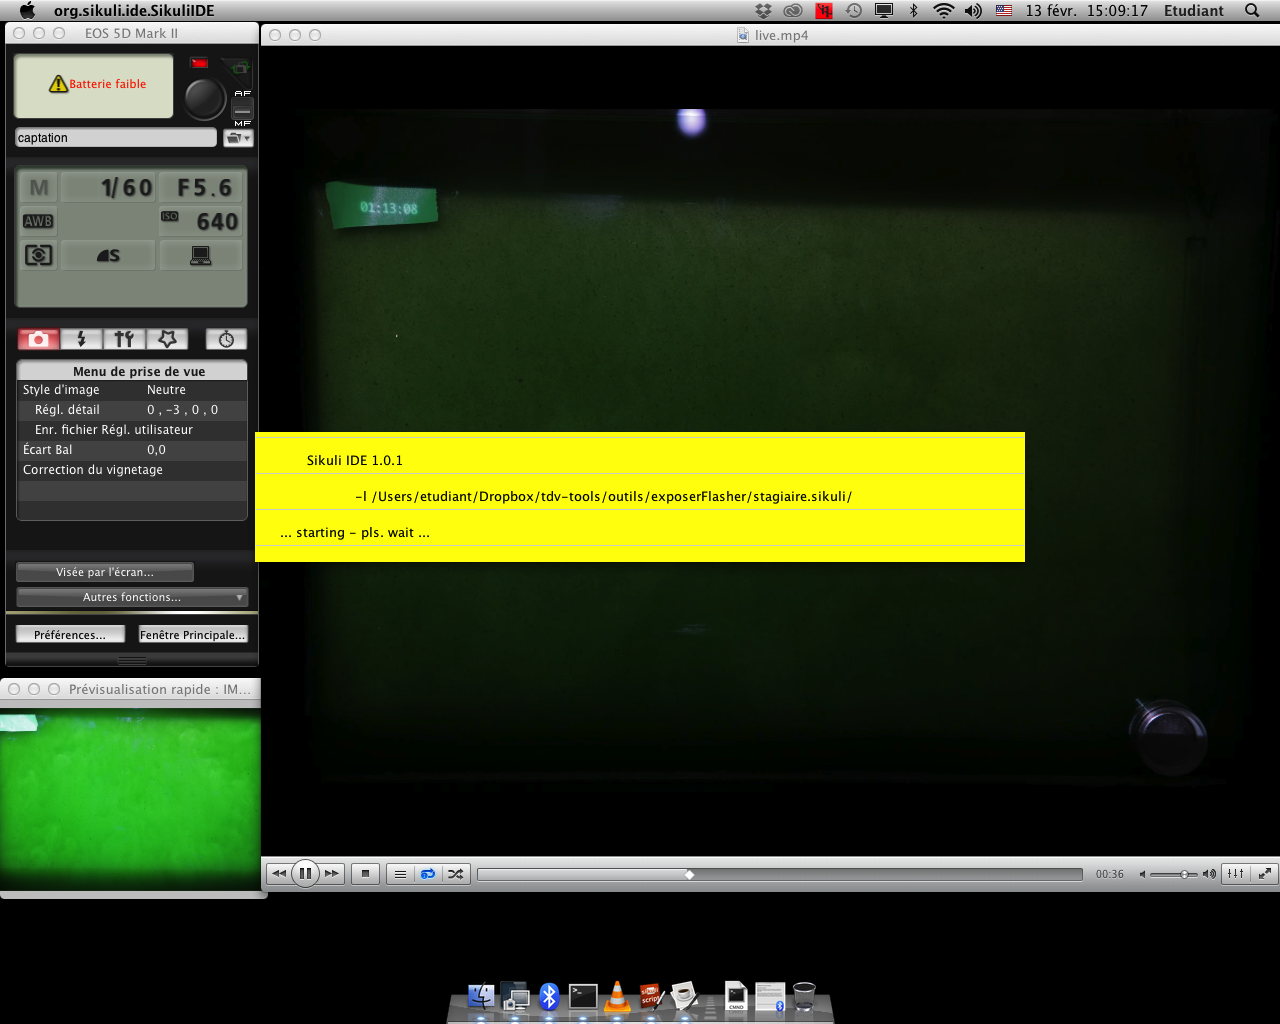 org.sikuli.ide.SikuliIDE
13 févr. 15:09:17 Etudiant
EOS 5D Mark II
live.mp4
Batterie faible
AF
MF
captation
01:13:08
M 1/60 F5.6
AWB ISO 640
S
Menu de prise de vue
Style d'image Neutre
Régl. détail 0 , -3 , 0 , 0
Enr. fichier Régl. utilisateur
Écart Bal 0,0
Correction du vignetage
Sikuli IDE 1.0.1
-l /Users/etudiant/Dropbox/tdv-tools/outils/exposerFlasher/stagiaire.sikuli/
... starting - pls. wait ...
Visée par l'écran...
Autres fonctions...
Préférences...
Fenêtre Principale...
Prévisualisation rapide : IM...
00:36
script
CMND